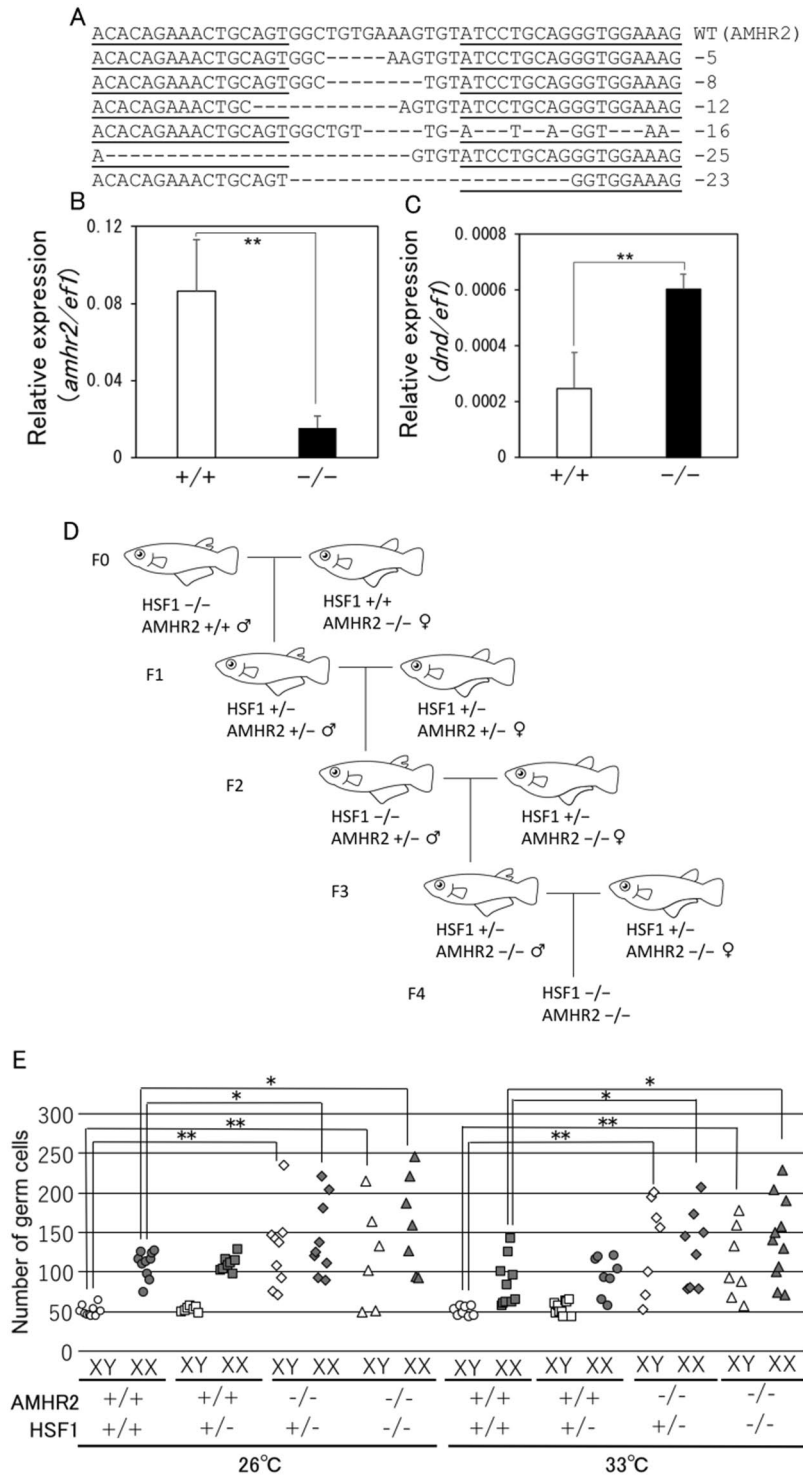 A
ACACAGAAACTGCAGTGGCTGTGAAAGTGTATCCTGCAGGGTGGAAAG WT(AMHR2)
ACACAGAAACTGCAGTGGC-----AAGTGTATCCTGCAGGGTGGAAAG -5
ACACAGAAACTGCAGTGGC--------TGTATCCTGCAGGGTGGAAAG -8
ACACAGAAACTGC------------AGTGTATCCTGCAGGGTGGAAAG -12
ACACAGAAACTGCAGTGGCTGT-----TG-A---T--A-GGT---AA- -16
A-------------------------GTGTATCCTGCAGGGTGGAAAG -25
ACACAGAAACTGCAGT-----------------------GGTGGAAAG -23
B
Relative expression
(amhr2/ef1)
0.12
0.08
0.04
0
**
+/+ −/−
C
Relative expression
(dnd/ef1)
0.0008
0.0006
0.0004
0.0002
0
**
+/+ −/−
D
F0
HSF1 −/− HSF1 +/+
AMHR2 +/+ ♂ AMHR2 −/− ♀
F1
HSF1 +/− HSF1 +/−
AMHR2 +/− ♂ AMHR2 +/− ♀
F2
HSF1 −/− HSF1 +/−
AMHR2 +/− ♂ AMHR2 −/− ♀
F3
HSF1 +/− HSF1 +/−
AMHR2 −/− ♂ AMHR2 −/− ♀
F4
HSF1 −/−
AMHR2 −/−
E
Number of germ cells
300
250
200
150
100
50
0
* *
* *
** **
** **
XY XX XY XX XY XX XY XX XY XX XY XX XY XX XY XX
AMHR2 +/+ +/+ -/- -/- +/+ +/+ -/- -/-
HSF1 +/+ +/- +/- -/- +/+ +/- +/- -/-
26℃ 33℃